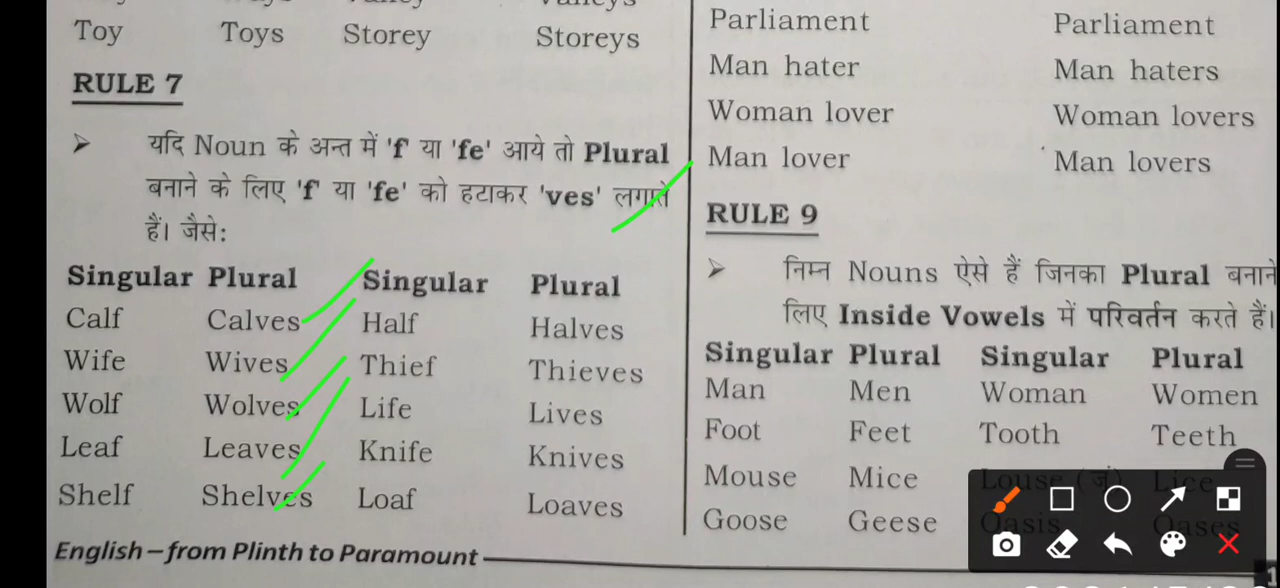 Toy Toys Storey Storeys
RULE 7
➤ यदि Noun के अन्त में 'f' या 'fe' आये तो Plural
बनाने के लिए 'f' या 'fe' को हटाकर 'ves' लगाते
हैं। जैसे:
Singular Plural Singular Plural
Calf Calves Half Halves
Wife Wives Thief Thieves
Wolf Wolves Life Lives
Leaf Leaves Knife Knives
Shelf Shelves Loaf Loaves
English–from Plinth to Paramount
Parliament Parliament
Man hater Man haters
Woman lover Woman lovers
Man lover Man lovers
RULE 9
➤ निम्न Nouns ऐसे हैं जिनका Plural बनाने
लिए Inside Vowels में परिवर्तन करते हैं।
Singular Plural Singular Plural
Man Men Woman Women
Foot Feet Tooth Teeth
Mouse Mice Louse (जूं) Lice
Goose Geese Oasis Oases